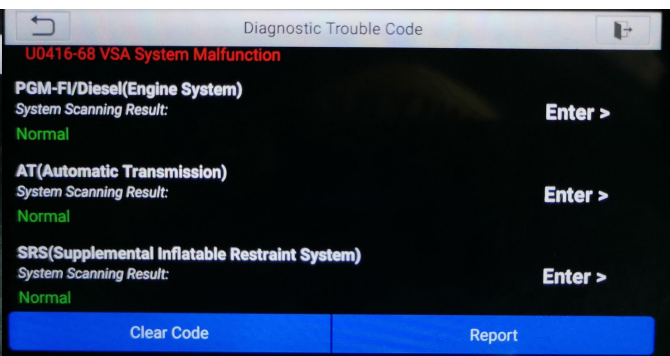 Diagnostic Trouble Code
U0416-68 VSA System Malfunction
PGM-FI/Diesel(Engine System)
System Scanning Result:
Enter >
Normal
AT(Automatic Transmission)
System Scanning Result:
Enter >
Normal
SRS(Supplemental Inflatable Restraint System)
System Scanning Result:
Enter >
Normal
Clear Code
Report